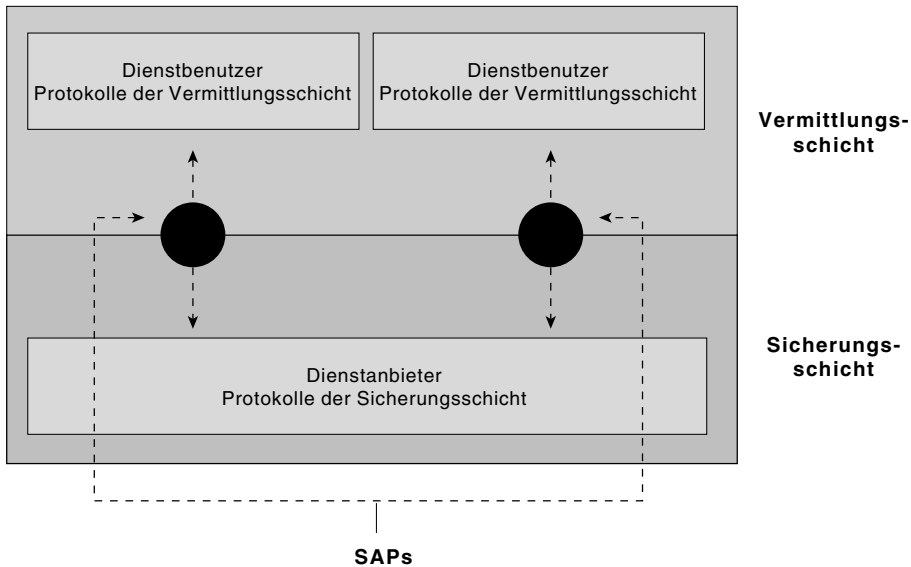 Dienstbenutzer
Protokolle der Vermittlungsschicht
Dienstbenutzer
Protokolle der Vermittlungsschicht
Vermittlungs-
schicht
Dienstanbieter
Protokolle der Sicherungsschicht
Sicherungs-
schicht
SAPs